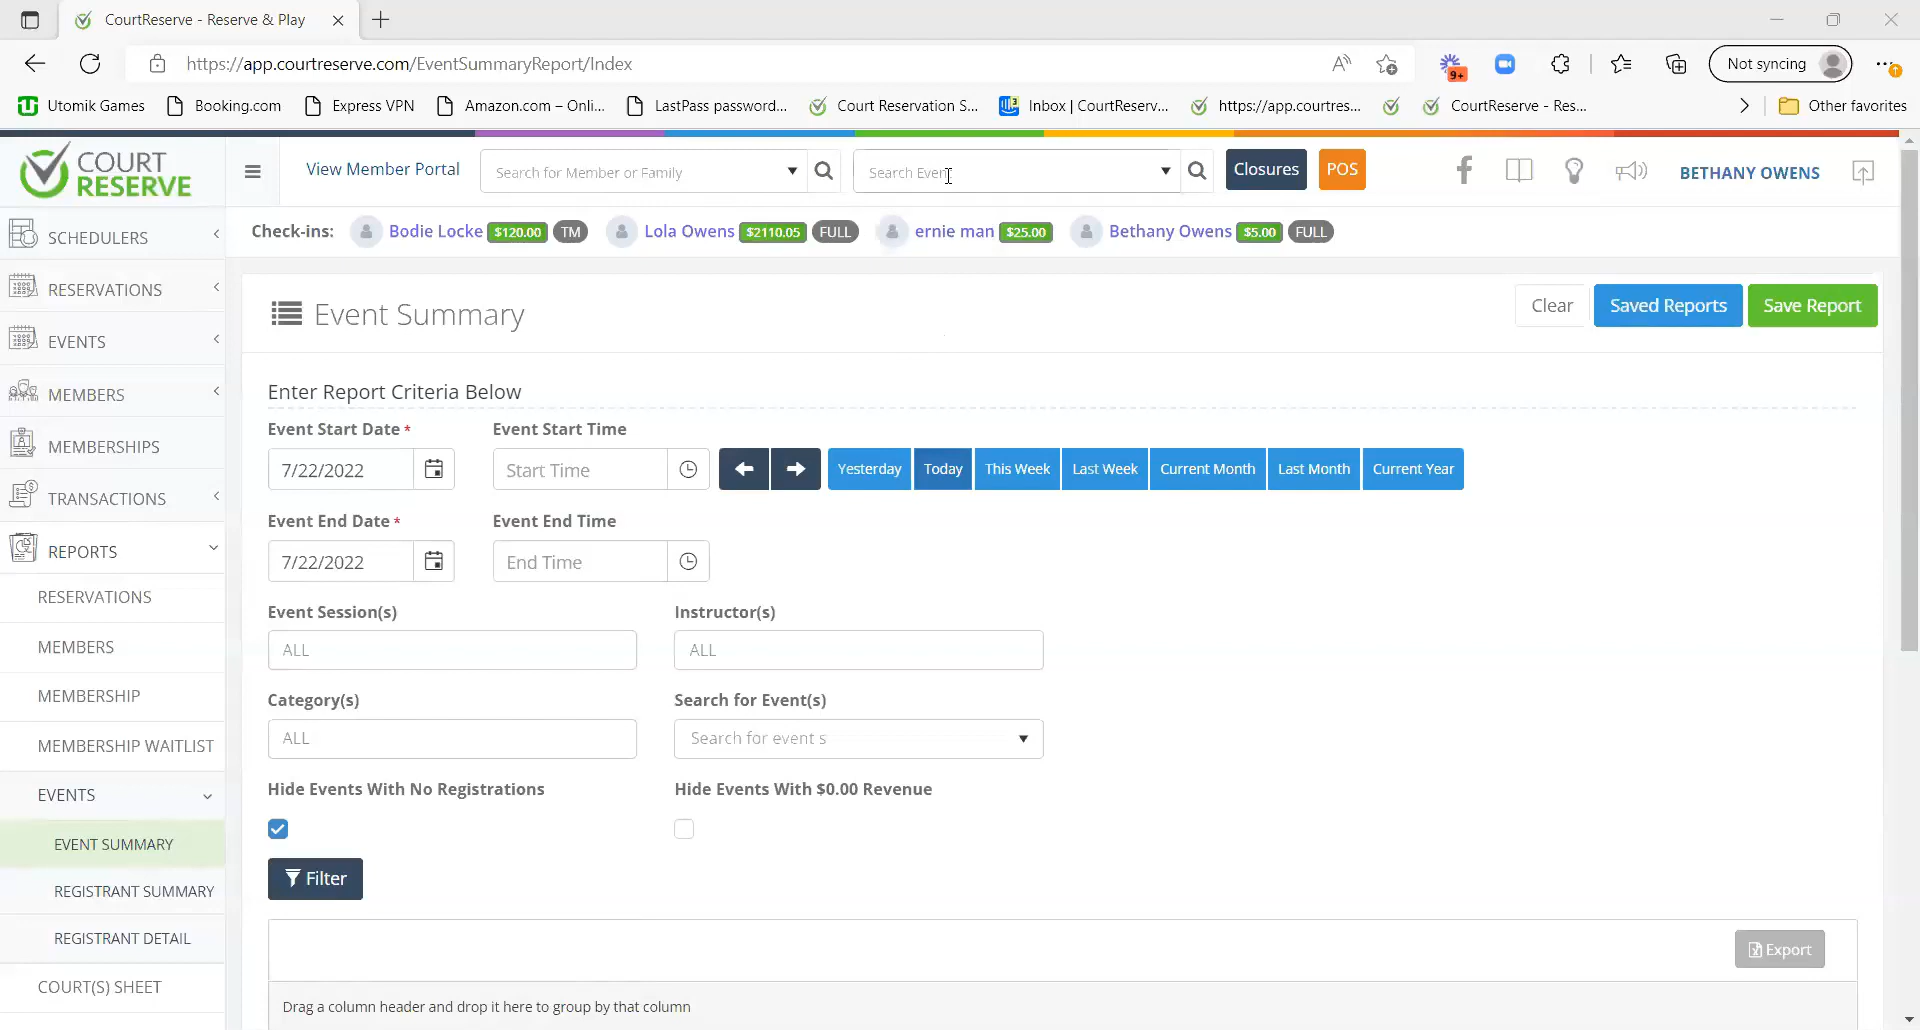 CourtReserve - Reserve & Play
https://app.courtreserve.com/EventSummaryReport/Index
Not syncing
9+
Utomik Games
Booking.com
Express VPN
Amazon.com – Onli...
LastPass password...
Court Reservation S...
Inbox | CourtReserv...
https://app.courtres...
CourtReserve - Res...
Other favorites
COURT
RESERVE
View Member Portal
Search for Member or Family
Search Event
Closures
POS
BETHANY OWENS
Check-ins:
Bodie Locke $120.00 TM
Lola Owens $2110.05 FULL
ernie man $25.00
Bethany Owens $5.00 FULL
SCHEDULERS
RESERVATIONS
EVENTS
MEMBERS
MEMBERSHIPS
TRANSACTIONS
REPORTS
RESERVATIONS
MEMBERS
MEMBERSHIP
MEMBERSHIP WAITLIST
EVENTS
EVENT SUMMARY
REGISTRANT SUMMARY
REGISTRANT DETAIL
COURT(S) SHEET
Event Summary
Clear
Saved Reports
Save Report
Enter Report Criteria Below
Event Start Date *
Event Start Time
7/22/2022
Start Time
Yesterday
Today
This Week
Last Week
Current Month
Last Month
Current Year
Event End Date *
Event End Time
7/22/2022
End Time
Event Session(s)
Instructor(s)
ALL
ALL
Category(s)
Search for Event(s)
ALL
Search for event s
Hide Events With No Registrations
Hide Events With $0.00 Revenue
Filter
Export
Drag a column header and drop it here to group by that column